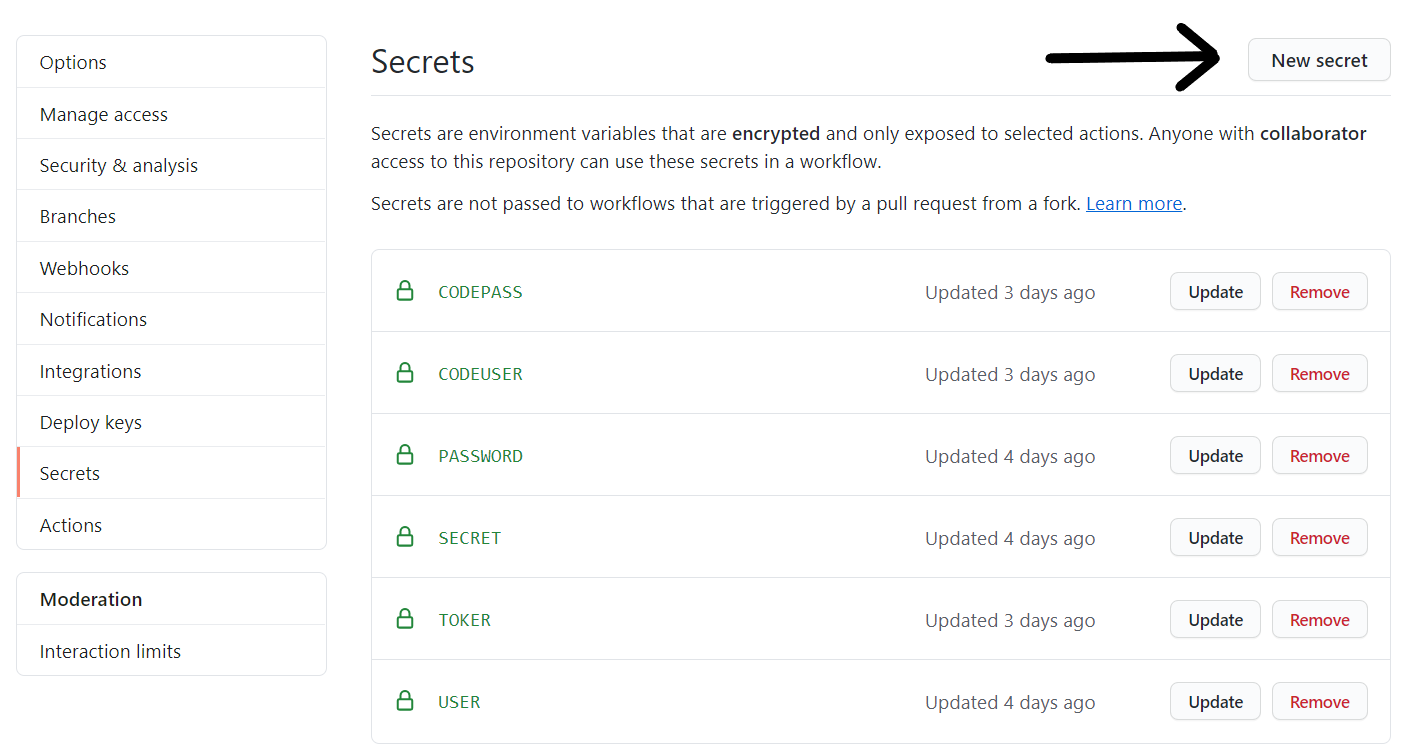 Options
Manage access
Security & analysis
Branches
Webhooks
Notifications
Integrations
Deploy keys
Secrets
Actions
Moderation
Interaction limits
Secrets
New secret
Secrets are environment variables that are encrypted and only exposed to selected actions. Anyone with collaborator
access to this repository can use these secrets in a workflow.
Secrets are not passed to workflows that are triggered by a pull request from a fork. Learn more.
CODEPASS Updated 3 days ago Update Remove
CODEUSER Updated 3 days ago Update Remove
PASSWORD Updated 4 days ago Update Remove
SECRET Updated 4 days ago Update Remove
TOKER Updated 3 days ago Update Remove
USER Updated 4 days ago Update Remove